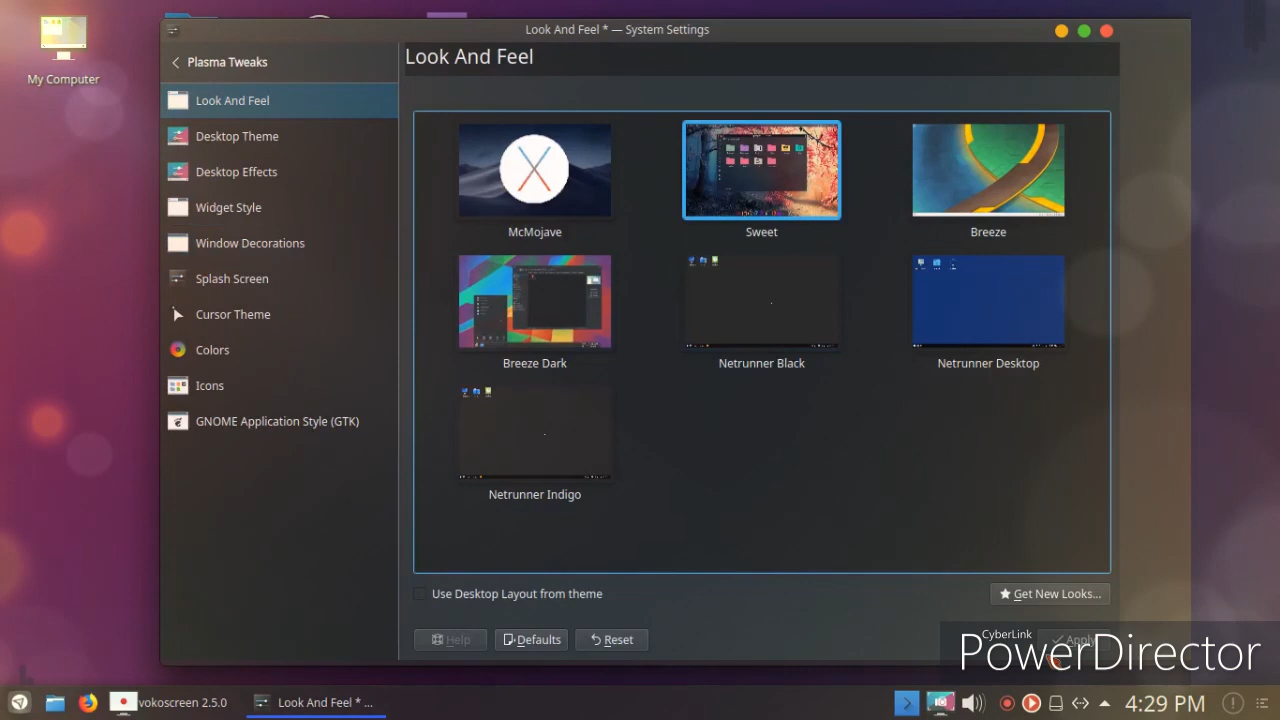 My Computer
Look And Feel * — System Settings
Plasma Tweaks
Look And Feel
Look And Feel
Desktop Theme
Desktop Effects
Widget Style
Window Decorations
Splash Screen
Cursor Theme
Colors
Icons
GNOME Application Style (GTK)
McMojave
Sweet
Breeze
Breeze Dark
Netrunner Black
Netrunner Desktop
Netrunner Indigo
Use Desktop Layout from theme
Get New Looks...
Help
Defaults
Reset
Apply
CyberLink
PowerDirector
vokoscreen 2.5.0
Look And Feel * ...
4:29 PM